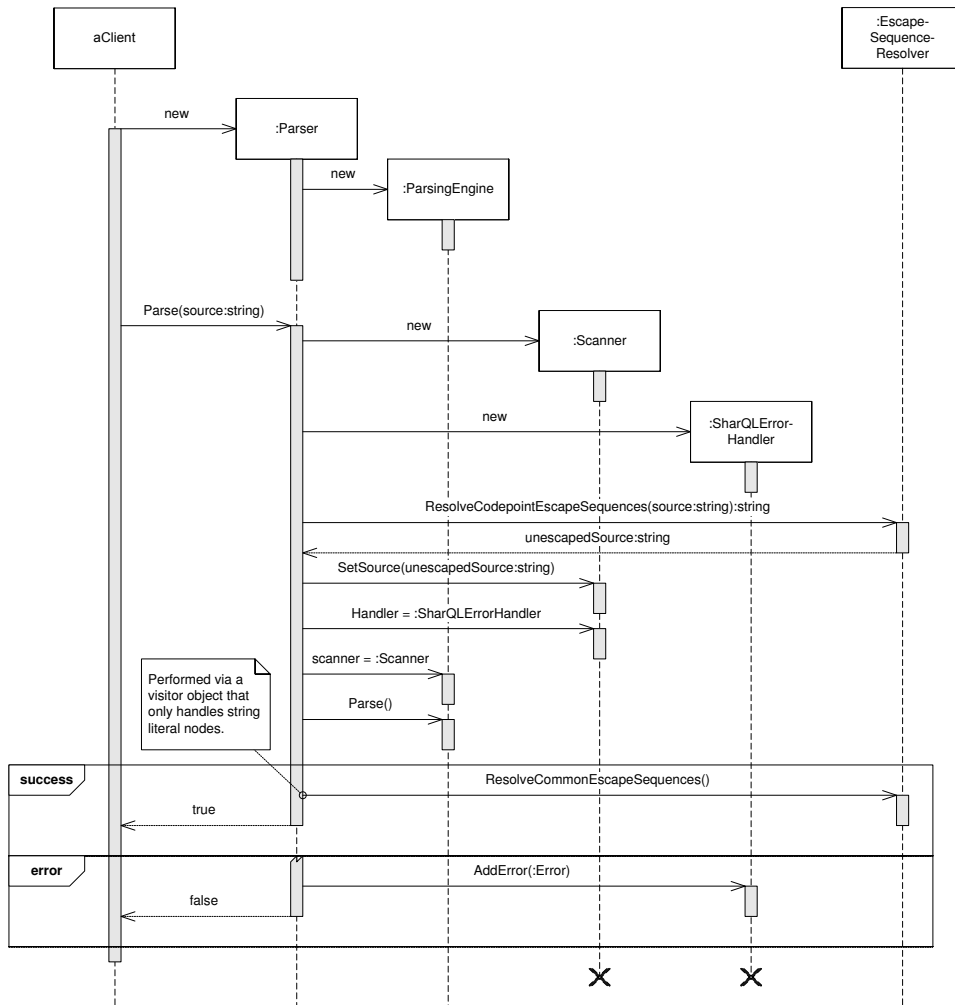 aClient
:Escape-
Sequence-
Resolver
new
:Parser
new
:ParsingEngine
Parse(source:string)
new
:Scanner
new
:SharQLError-
Handler
ResolveCodepointEscapeSequences(source:string):string
unescapedSource:string
SetSource(unescapedSource:string)
Handler = :SharQLErrorHandler
scanner = :Scanner
Performed via a
visitor object that
only handles string
literal nodes.
Parse()
success
ResolveCommonEscapeSequences()
true
error
AddError(:Error)
false